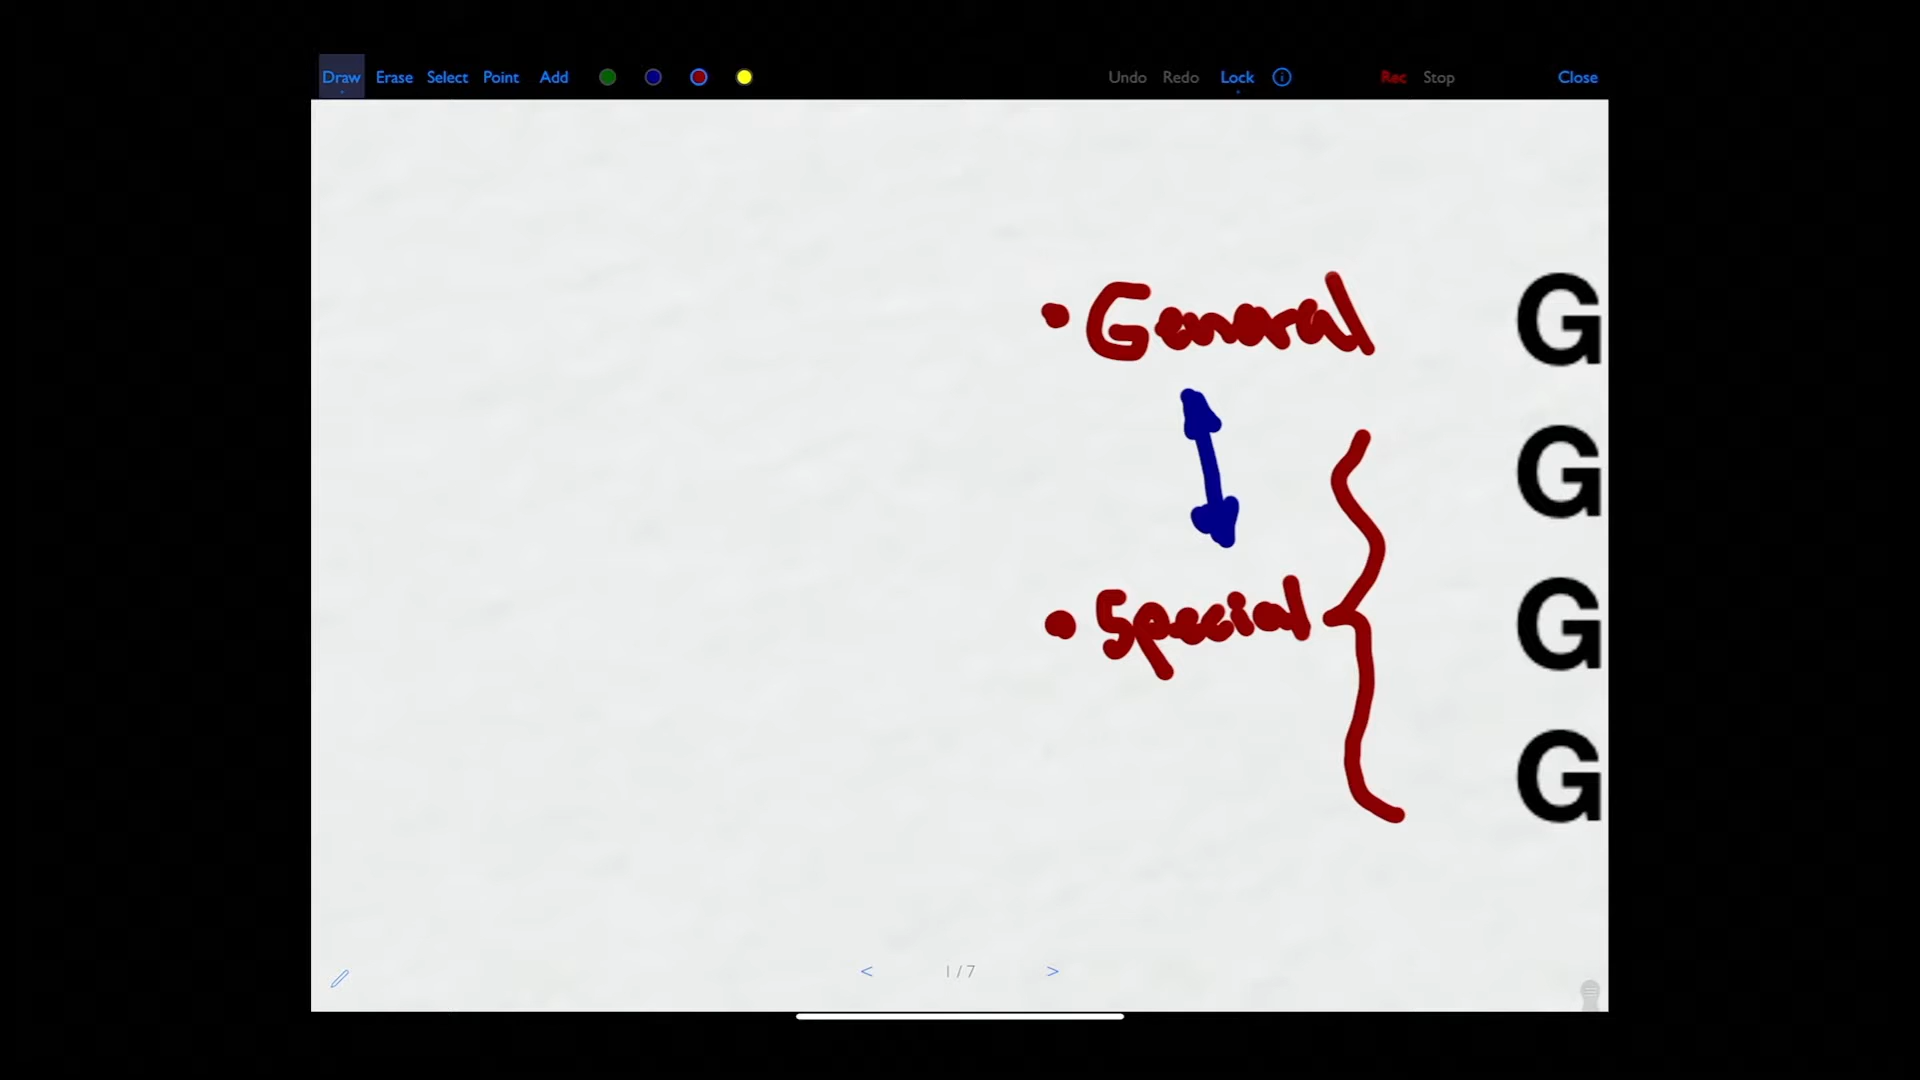 Draw Erase Select Point Add Undo Redo Lock Rec Stop Close
• General G
G
• Special G
G
< 1 / 7 >